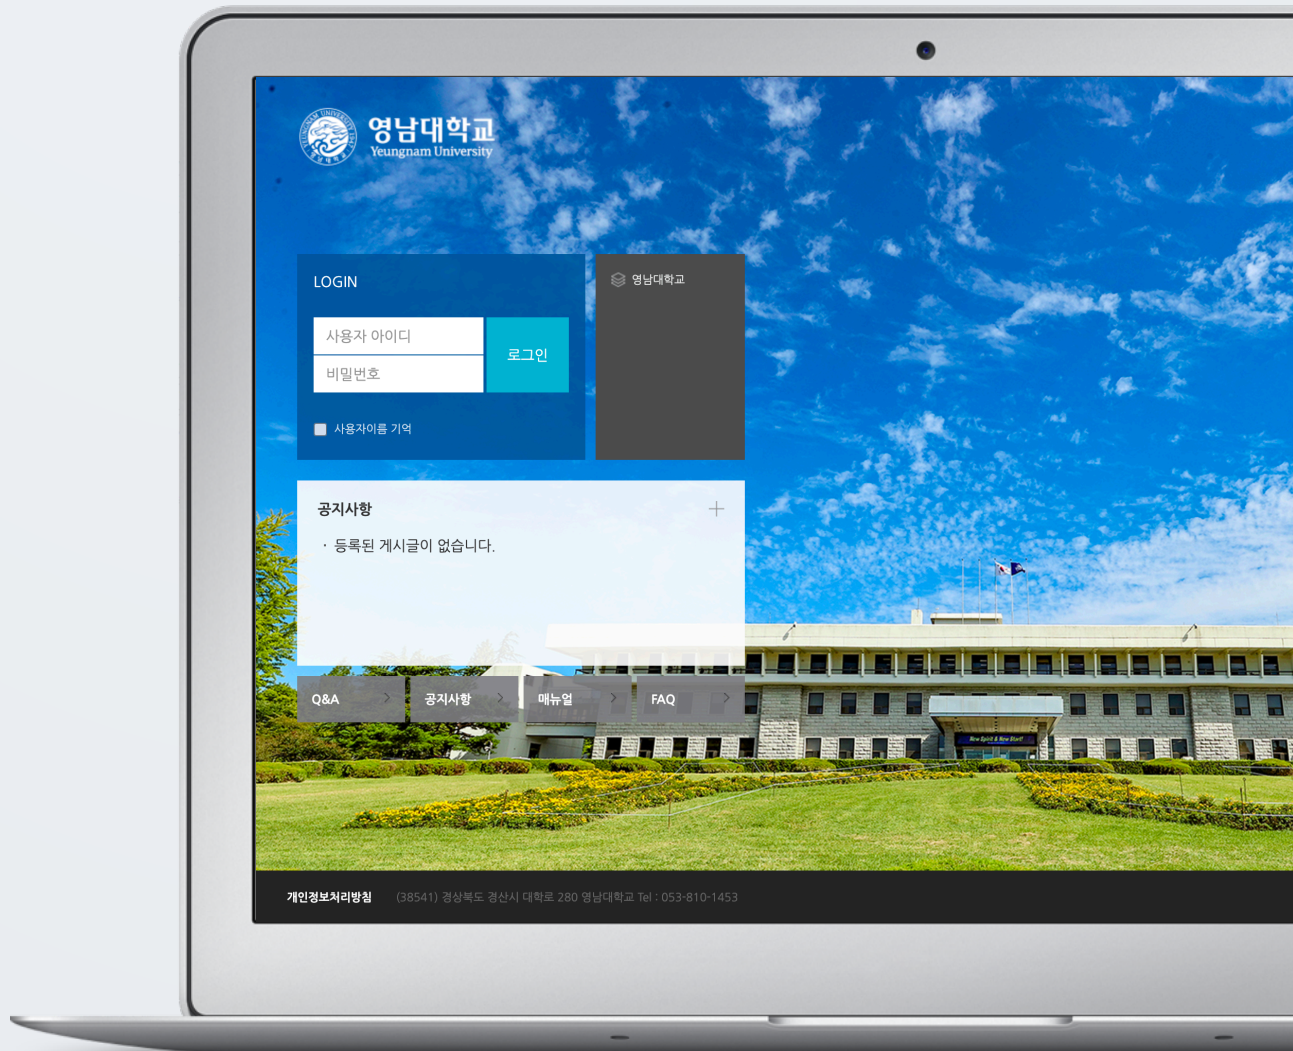 영남대학교
Yeungnam University
LOGIN
영남대학교
사용자 아이디
로그인
비밀번호
사용자이름 기억
공지사항
· 등록된 게시글이 없습니다.
New Spirit & New Start!
Q&A
공지사항
매뉴얼
FAQ
개인정보처리방침 (38541) 경상북도 경산시 대학로 280 영남대학교 Tel : 053-810-1453